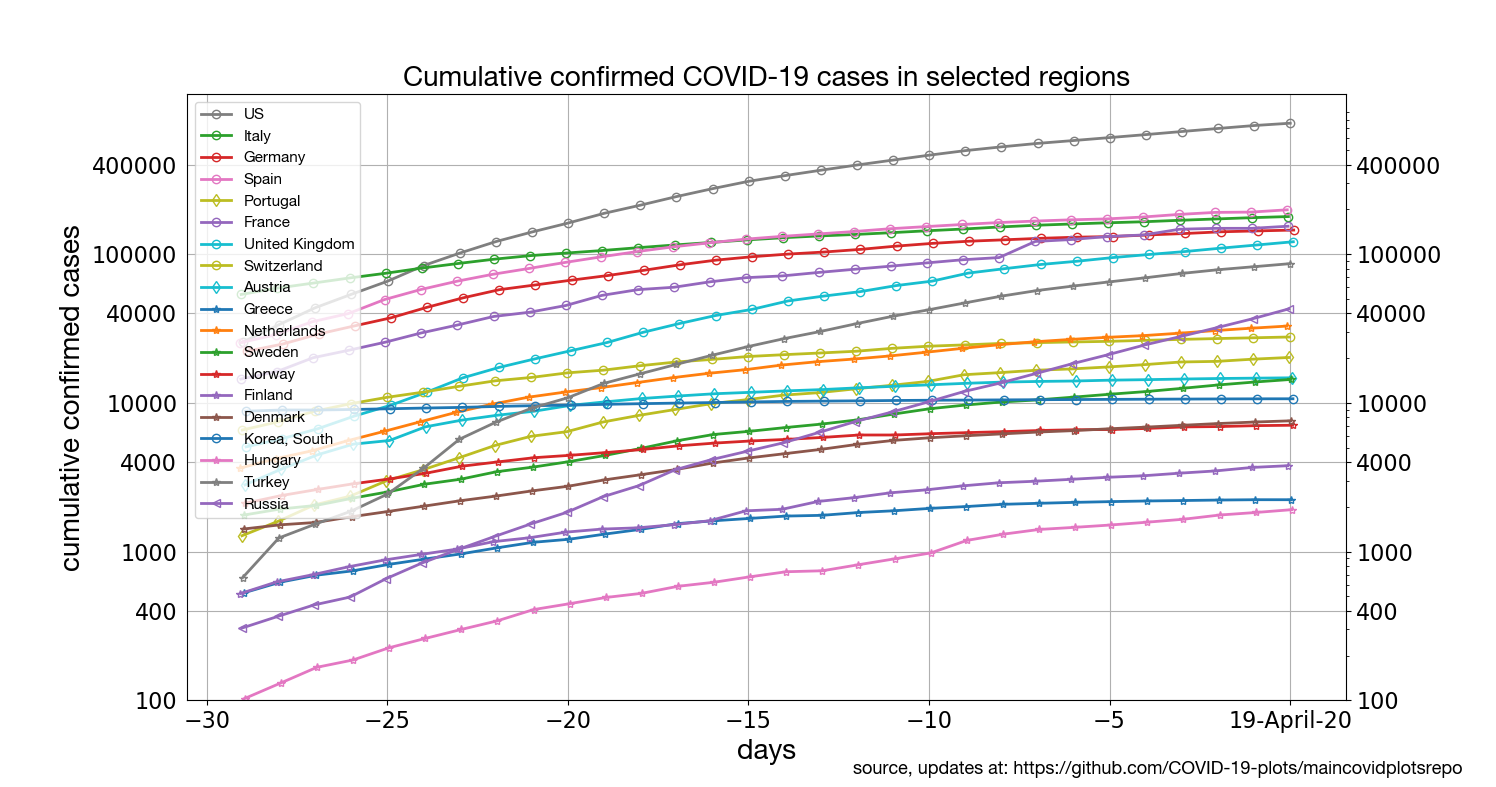 Cumulative confirmed COVID-19 cases in selected regions
US
Italy
Germany
Spain
Portugal
France
United Kingdom
Switzerland
Austria
Greece
Netherlands
Sweden
Norway
Finland
Denmark
Korea, South
Hungary
Turkey
Russia
cumulative confirmed cases
400000
100000
40000
10000
4000
1000
400
100
400000
100000
40000
10000
4000
1000
400
100
−30 −25 −20 −15 −10 −5 19-April-20
days
source, updates at: https://github.com/COVID-19-plots/maincovidplotsrepo